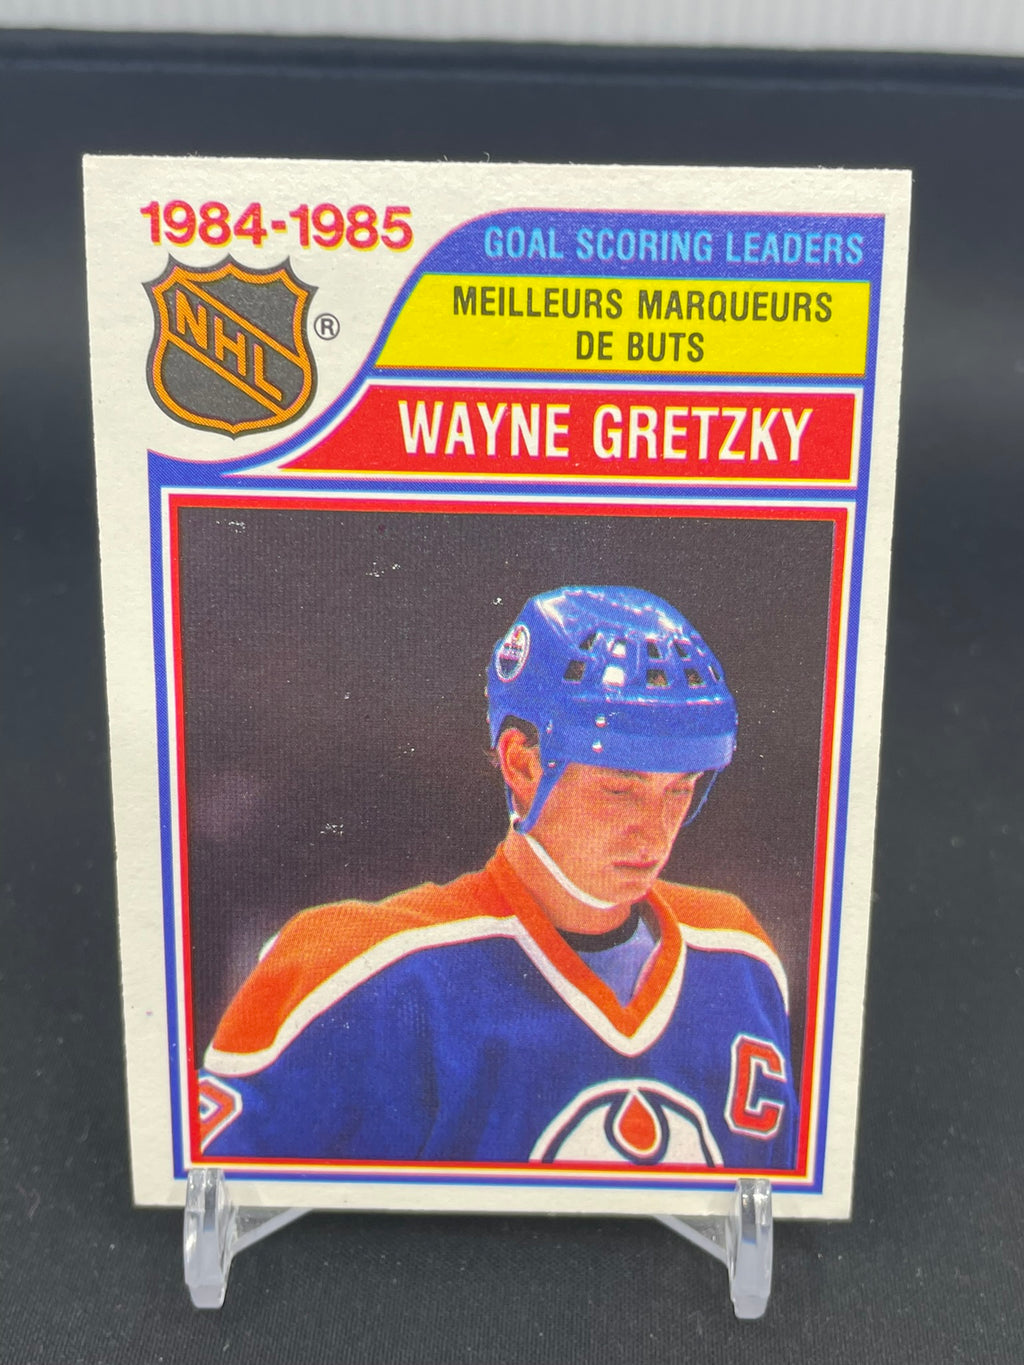 1984-1985
NHL
®
GOAL SCORING LEADERS
MEILLEURS MARQUEURS
DE BUTS
WAYNE GRETZKY
C